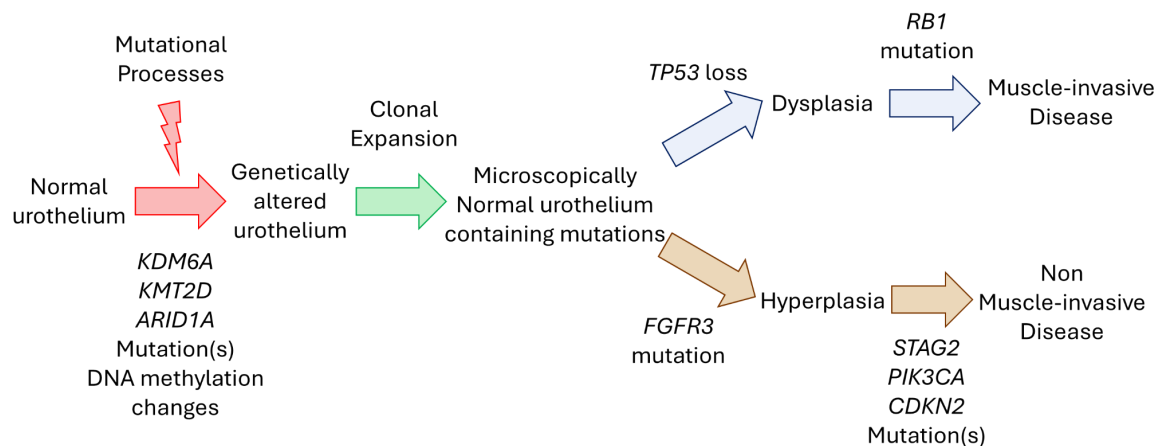 Mutational
Processes
Normal
urothelium
KDM6A
KMT2D
ARID1A
Mutation(s)
DNA methylation
changes
Genetically
altered
urothelium
Clonal
Expansion
Microscopically
Normal urothelium
containing mutations
TP53 loss
Dysplasia
RB1
mutation
Muscle-invasive
Disease
FGFR3
mutation
Hyperplasia
STAG2
PIK3CA
CDKN2
Mutation(s)
Non
Muscle-invasive
Disease